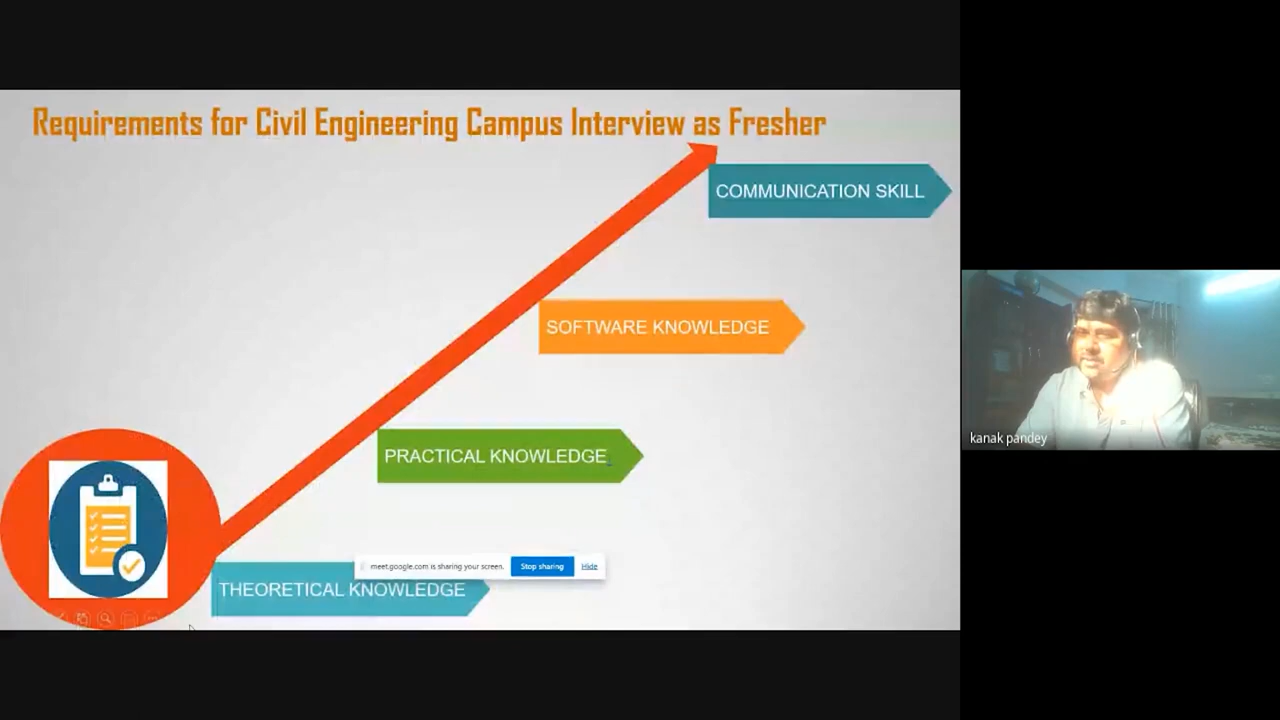 Requirements for Civil Engineering Campus Interview as Fresher
COMMUNICATION SKILL
SOFTWARE KNOWLEDGE
PRACTICAL KNOWLEDGE
kanak pandey
meet.google.com is sharing your screen. Stop sharing Hide
THEORETICAL KNOWLEDGE